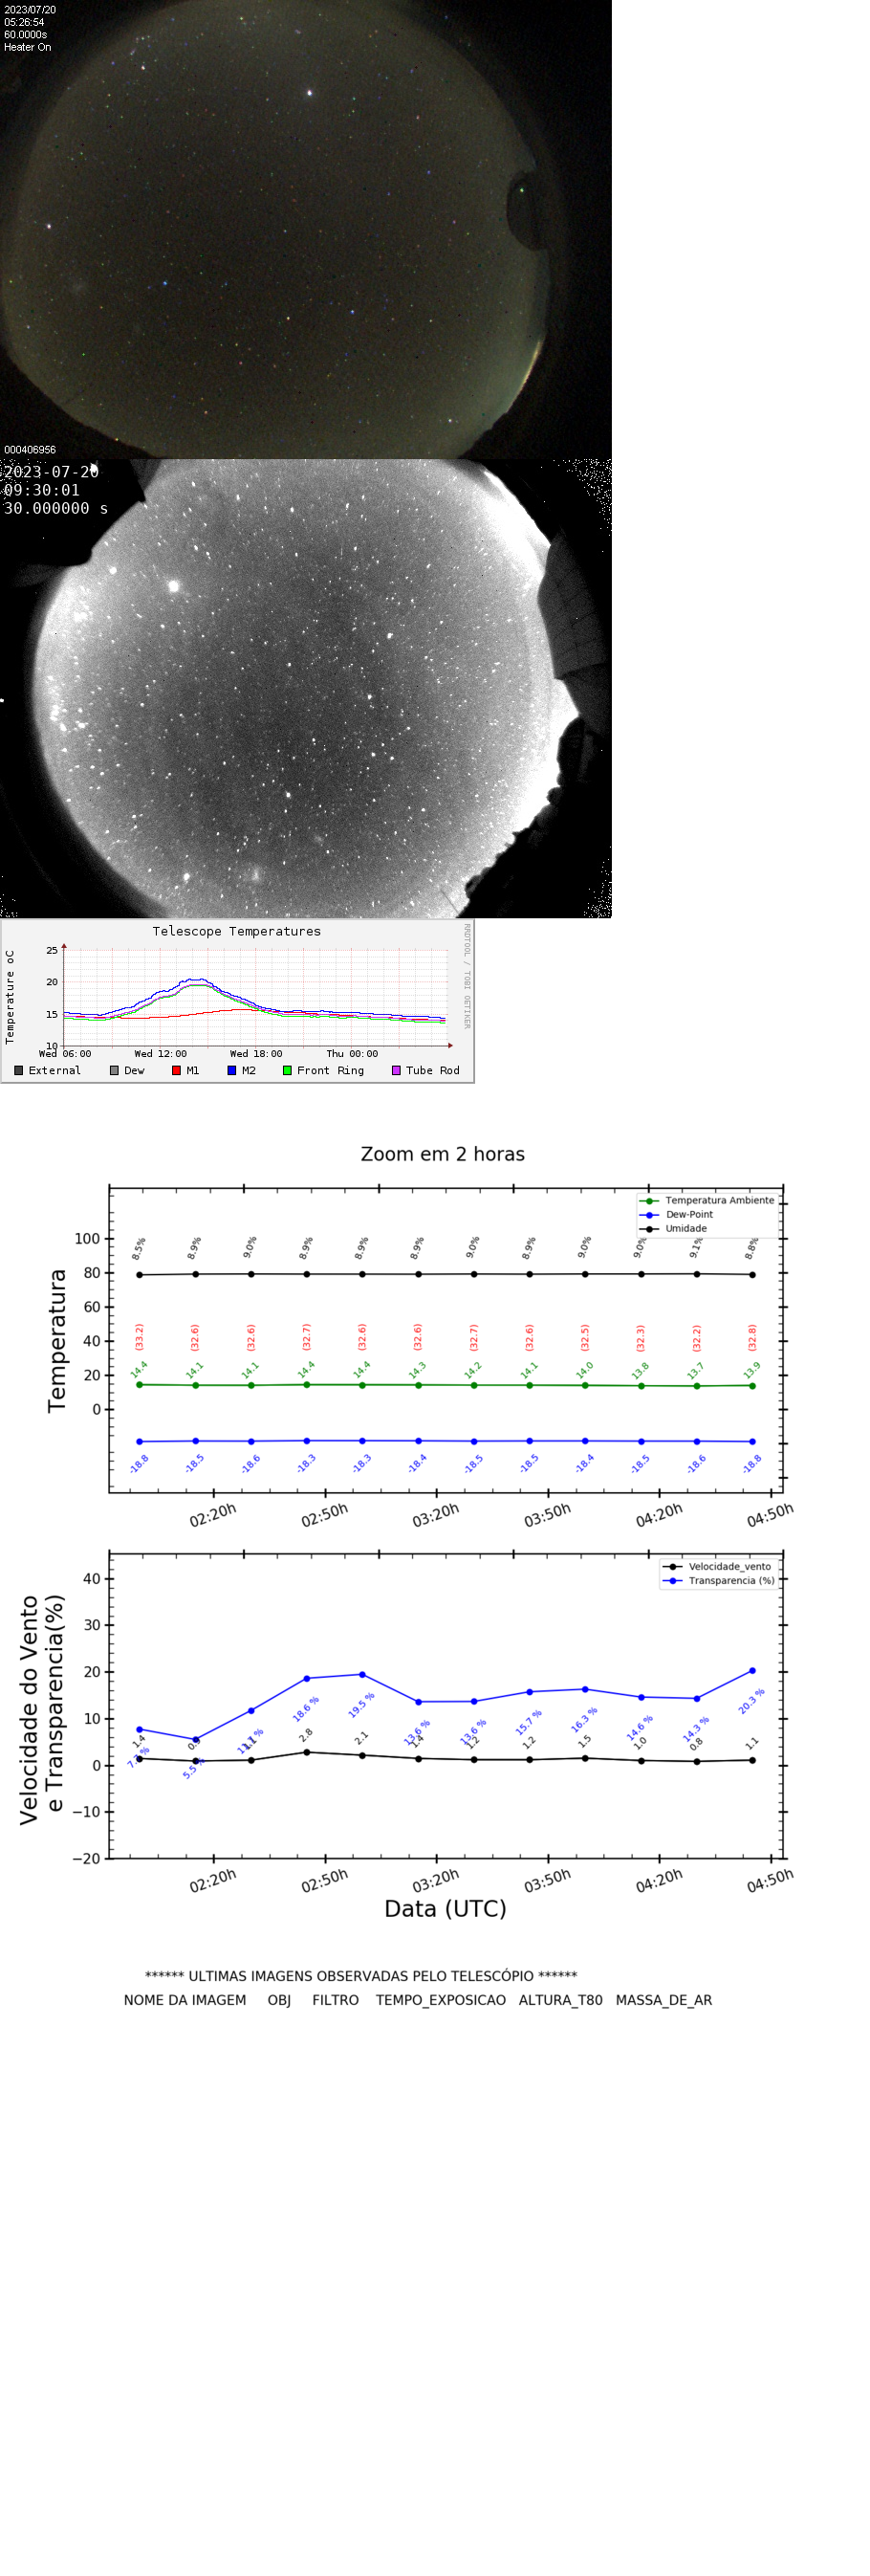 2023/07/20
05:26:54
60.0000s
Heater On
000406956
2023-07-20
09:30:01
30.000000 s
Telescope Temperatures
RRDTOOL / TOBI OETIKER
Temperature oC
25
20
15
10
Wed 06:00 Wed 12:00 Wed 18:00 Thu 00:00
External Dew M1 M2 Front Ring Tube Rod
Zoom em 2 horas
Temperatura Ambiente
Dew-Point
Umidade
Temperatura
100
80
60
40
20
0
8.5% 8.9% 9.0% 8.9% 8.9% 8.9% 9.0% 8.9% 9.0% 9.0% 9.1% 8.8%
(33.2) (32.6) (32.6) (32.7) (32.6) (32.6) (32.7) (32.6) (32.5) (32.3) (32.2) (32.8)
14.4 14.1 14.1 14.4 14.4 14.3 14.2 14.1 14.0 13.8 13.7 13.9
-18.8 -18.5 -18.6 -18.3 -18.3 -18.4 -18.5 -18.5 -18.4 -18.5 -18.6 -18.8
02:20h 02:50h 03:20h 03:50h 04:20h 04:50h
Velocidade_vento
Transparencia (%)
Velocidade do Vento
e Transparencia(%)
40
30
20
10
0
−10
−20
5.5 % 18.6 % 19.5 % 13.6 % 13.6 % 15.7 % 16.3 % 14.6 % 14.3 % 20.3 %
1.4 2.8 2.1 1.4 1.2 1.2 1.5 1.0 0.8 1.1
02:20h 02:50h 03:20h 03:50h 04:20h 04:50h
Data (UTC)
****** ULTIMAS IMAGENS OBSERVADAS PELO TELESCÓPIO ******
NOME DA IMAGEM OBJ FILTRO TEMPO_EXPOSICAO ALTURA_T80 MASSA_DE_AR